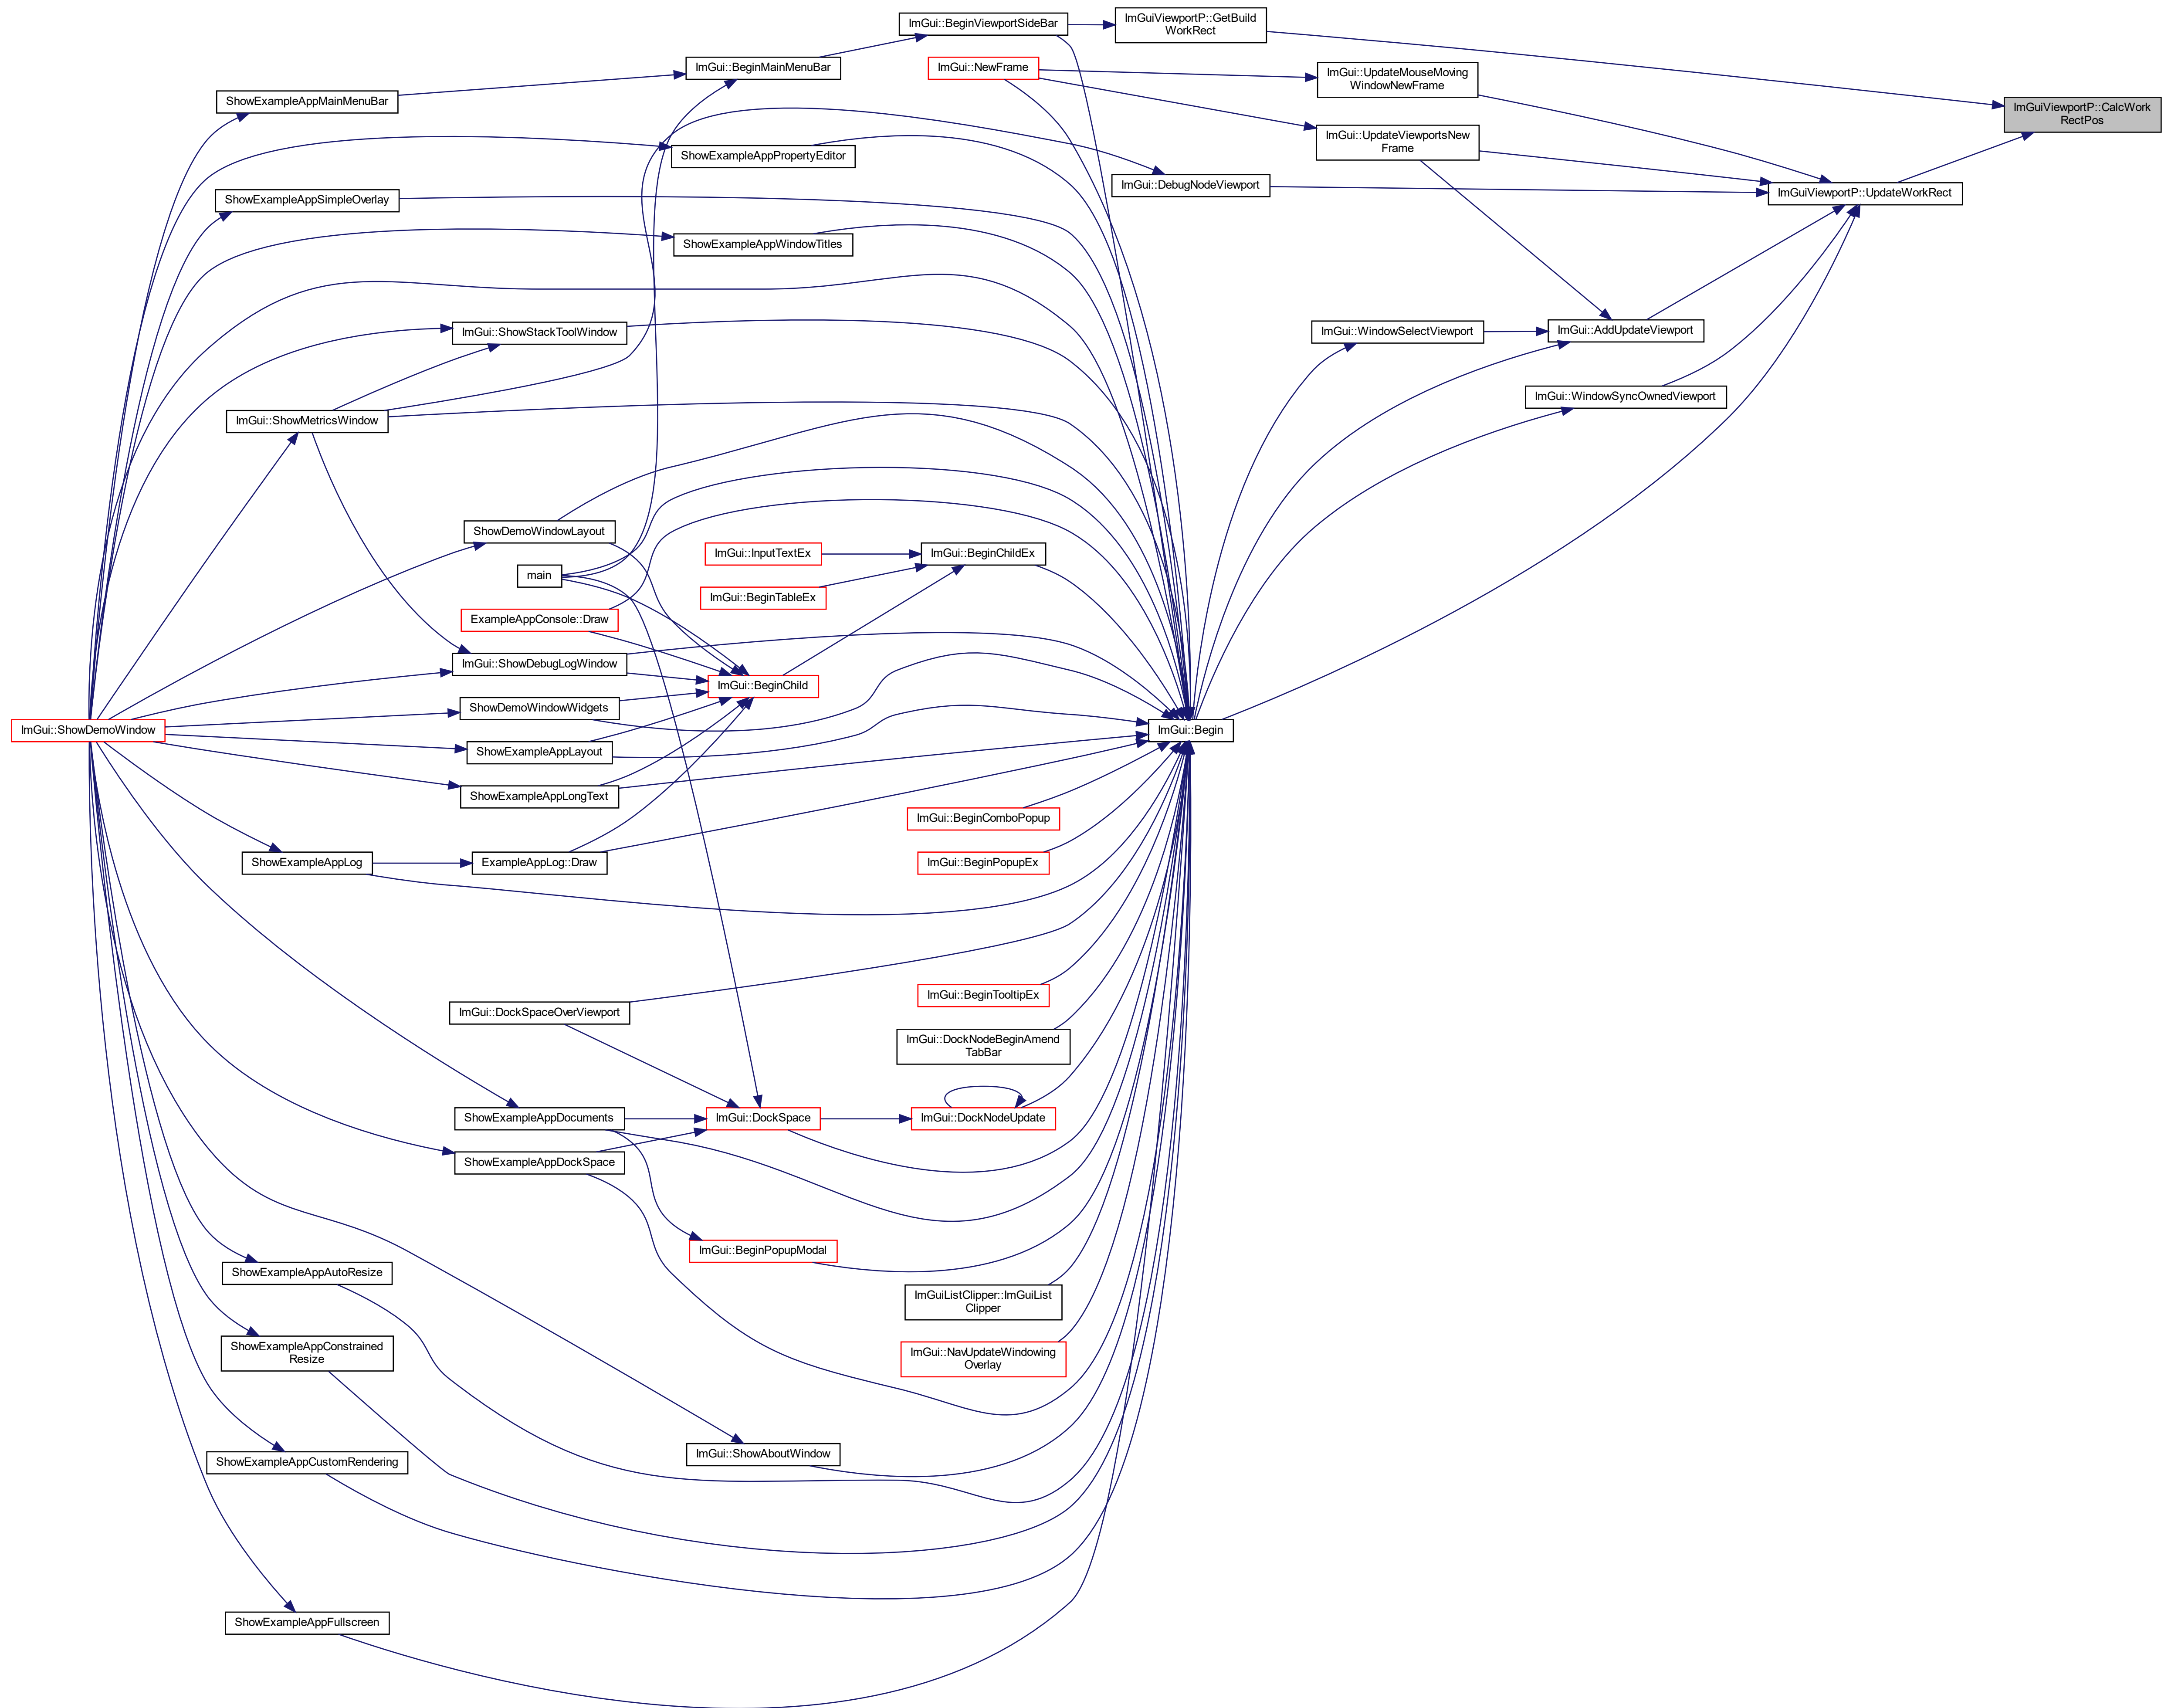 ImGui::BeginViewportSideBar
ImGuiViewportP::GetBuild
WorkRect
ImGui::BeginMainMenuBar
ImGui::NewFrame
ImGui::UpdateMouseMoving
WindowNewFrame
ShowExampleAppMainMenuBar
ImGuiViewportP::CalcWork
RectPos
ImGui::UpdateViewportsNew
Frame
ShowExampleAppPropertyEditor
ImGui::DebugNodeViewport
ImGuiViewportP::UpdateWorkRect
ShowExampleAppSimpleOverlay
ShowExampleAppWindowTitles
ImGui::ShowStackToolWindow
ImGui::WindowSelectViewport
ImGui::AddUpdateViewport
ImGui::WindowSyncOwnedViewport
ImGui::ShowMetricsWindow
ShowDemoWindowLayout
ImGui::InputTextEx
ImGui::BeginChildEx
main
ImGui::BeginTableEx
ExampleAppConsole::Draw
ImGui::ShowDebugLogWindow
ImGui::BeginChild
ShowDemoWindowWidgets
ImGui::ShowDemoWindow
ImGui::Begin
ShowExampleAppLayout
ShowExampleAppLongText
ImGui::BeginComboPopup
ShowExampleAppLog
ExampleAppLog::Draw
ImGui::BeginPopupEx
ImGui::BeginTooltipEx
ImGui::DockSpaceOverViewport
ImGui::DockNodeBeginAmend
TabBar
ShowExampleAppDocuments
ImGui::DockSpace
ImGui::DockNodeUpdate
ShowExampleAppDockSpace
ImGui::BeginPopupModal
ShowExampleAppAutoResize
ImGuiListClipper::ImGuiList
Clipper
ShowExampleAppConstrained
Resize
ImGui::NavUpdateWindowing
Overlay
ImGui::ShowAboutWindow
ShowExampleAppCustomRendering
ShowExampleAppFullscreen